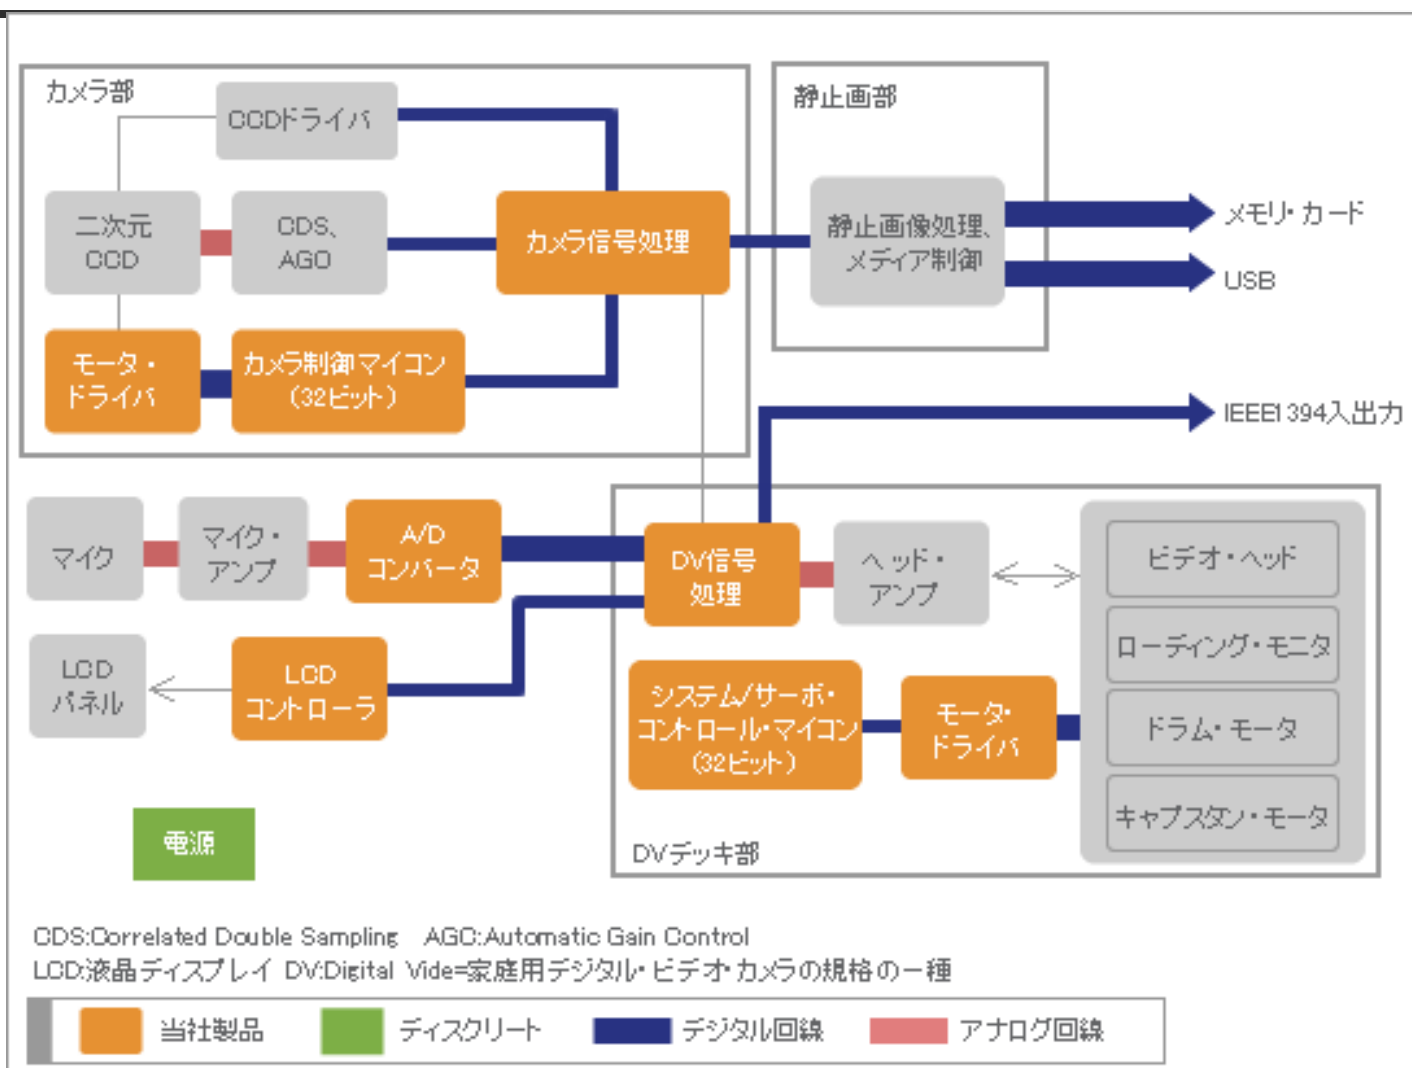 カメラ部
CCDドライバ
二次元
CCD
CDS、
AGC
カメラ信号処理
モータ・
ドライバ
カメラ制御マイコン
(32ビット)
静止画部
静止画像処理、
メディア制御
メモリ・カード
USB
IEEE1394入出力
マイク
マイク・
アンプ
A/D
コンバータ
LCD
パネル
LCD
コントローラ
DV信号
処理
ヘッド・
アンプ
ビデオ・ヘッド
ローディング・モニタ
ドラム・モータ
キャプスタン・モータ
システム/サーボ・
コントロール・マイコン
(32ビット)
モータ・
ドライバ
DVデッキ部
電源
CDS:Correlated Double Sampling AGC:Automatic Gain Control
LCD:液晶ディスプレイ DV:Digital Vide=家庭用デジタル・ビデオ・カメラの規格の一種
当社製品
ディスクリート
デジタル回線
アナログ回線